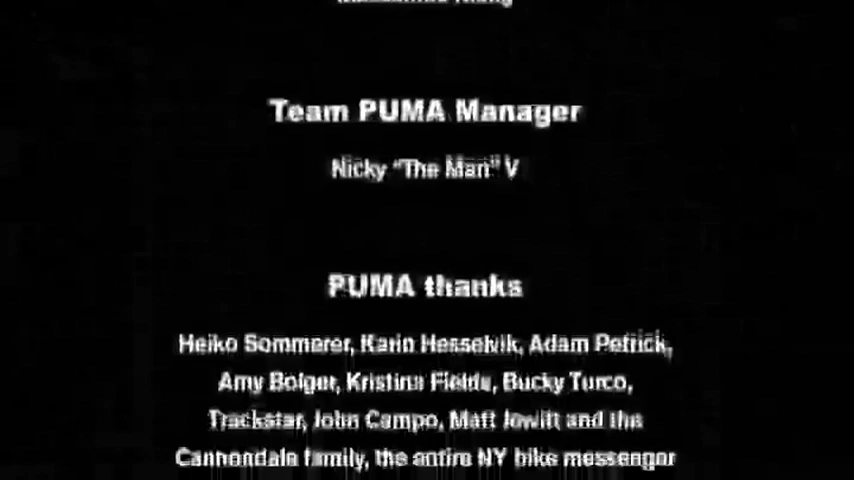 Team PUMA Manager
Nicky "The Man" V
PUMA thanks
Heiko Sommerer, Karin Hesselvik, Adam Petrick,
Amy Bolger, Kristina Fields, Bucky Turco,
Trackstar, John Campo, Matt Jowitt and the
Cannondale family, the entire NY bike messenger